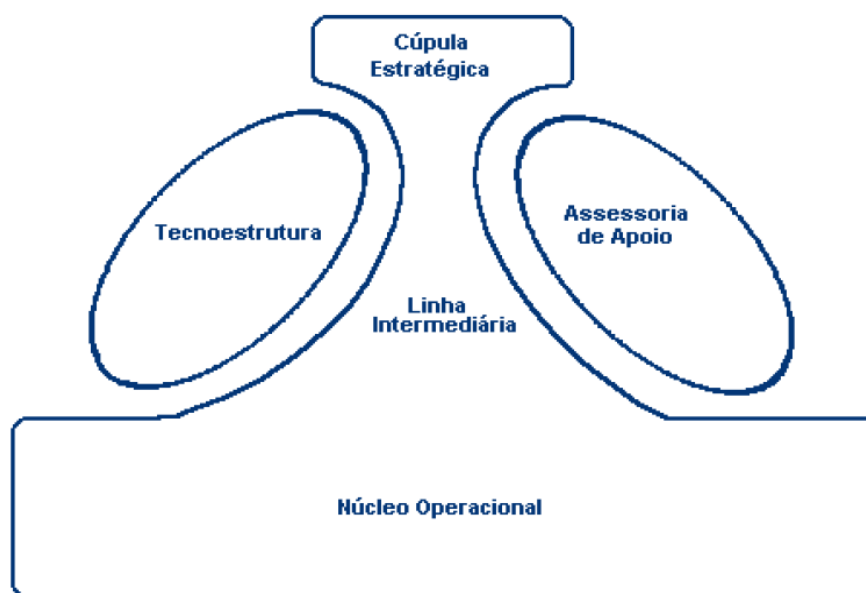 Cúpula
Estratégica
Tecnoestrutura
Assessoria
de Apoio
Linha
Intermediária
Núcleo Operacional